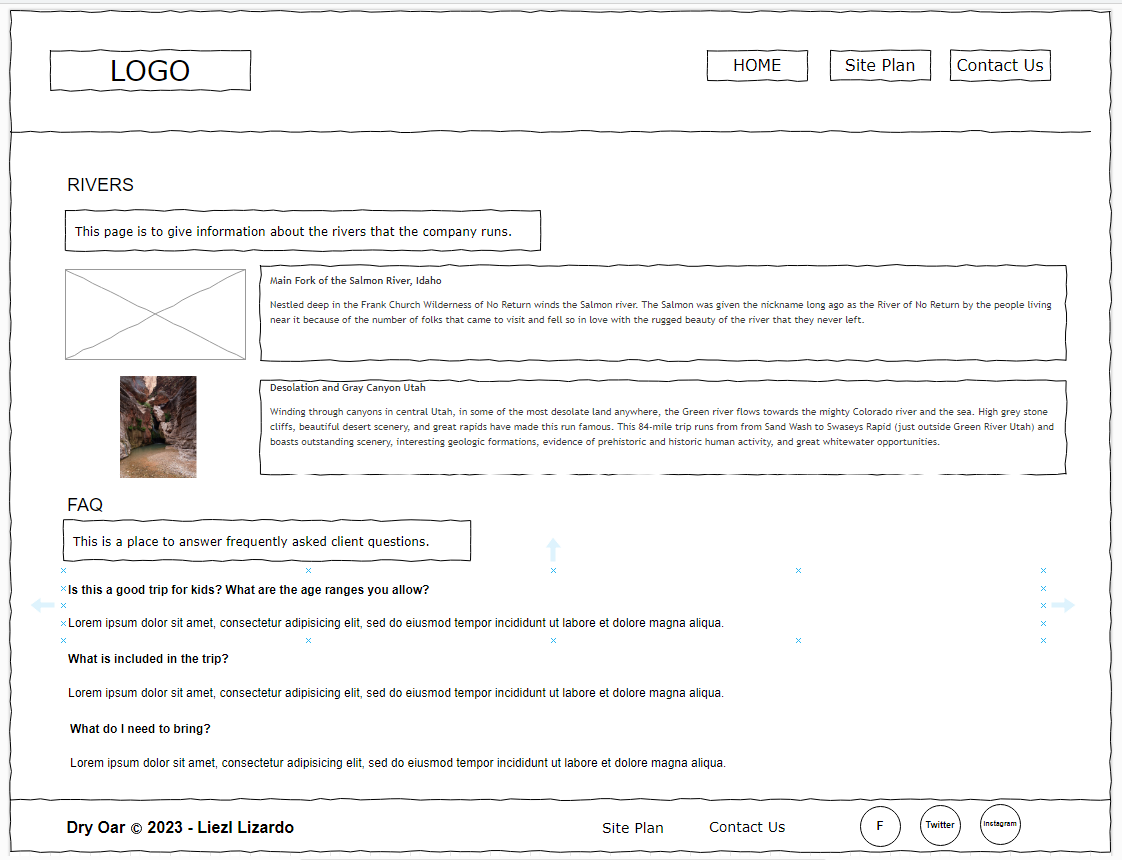 LOGO
HOME
Site Plan
Contact Us
RIVERS
This page is to give information about the rivers that the company runs.
Main Fork of the Salmon River, Idaho
Nestled deep in the Frank Church Wilderness of No Return winds the Salmon river. The Salmon was given the nickname long ago as the River of No Return by the people living
near it because of the number of folks that came to visit and fell so in love with the rugged beauty of the river that they never left.
Desolation and Gray Canyon Utah
Winding through canyons in central Utah, in some of the most desolate land anywhere, the Green river flows towards the mighty Colorado river and the sea. High grey stone
cliffs, beautiful desert scenery, and great rapids have made this run famous. This 84-mile trip runs from from Sand Wash to Swaseys Rapid (just outside Green River Utah) and
boasts outstanding scenery, interesting geologic formations, evidence of prehistoric and historic human activity, and great whitewater opportunities.
FAQ
This is a place to answer frequently asked client questions.
Is this a good trip for kids? What are the age ranges you allow?
Lorem ipsum dolor sit amet, consectetur adipisicing elit, sed do eiusmod tempor incididunt ut labore et dolore magna aliqua.
What is included in the trip?
Lorem ipsum dolor sit amet, consectetur adipisicing elit, sed do eiusmod tempor incididunt ut labore et dolore magna aliqua.
What do I need to bring?
Lorem ipsum dolor sit amet, consectetur adipisicing elit, sed do eiusmod tempor incididunt ut labore et dolore magna aliqua.
Dry Oar © 2023 - Liezl Lizardo
Site Plan
Contact Us
F
Twitter
Instagram